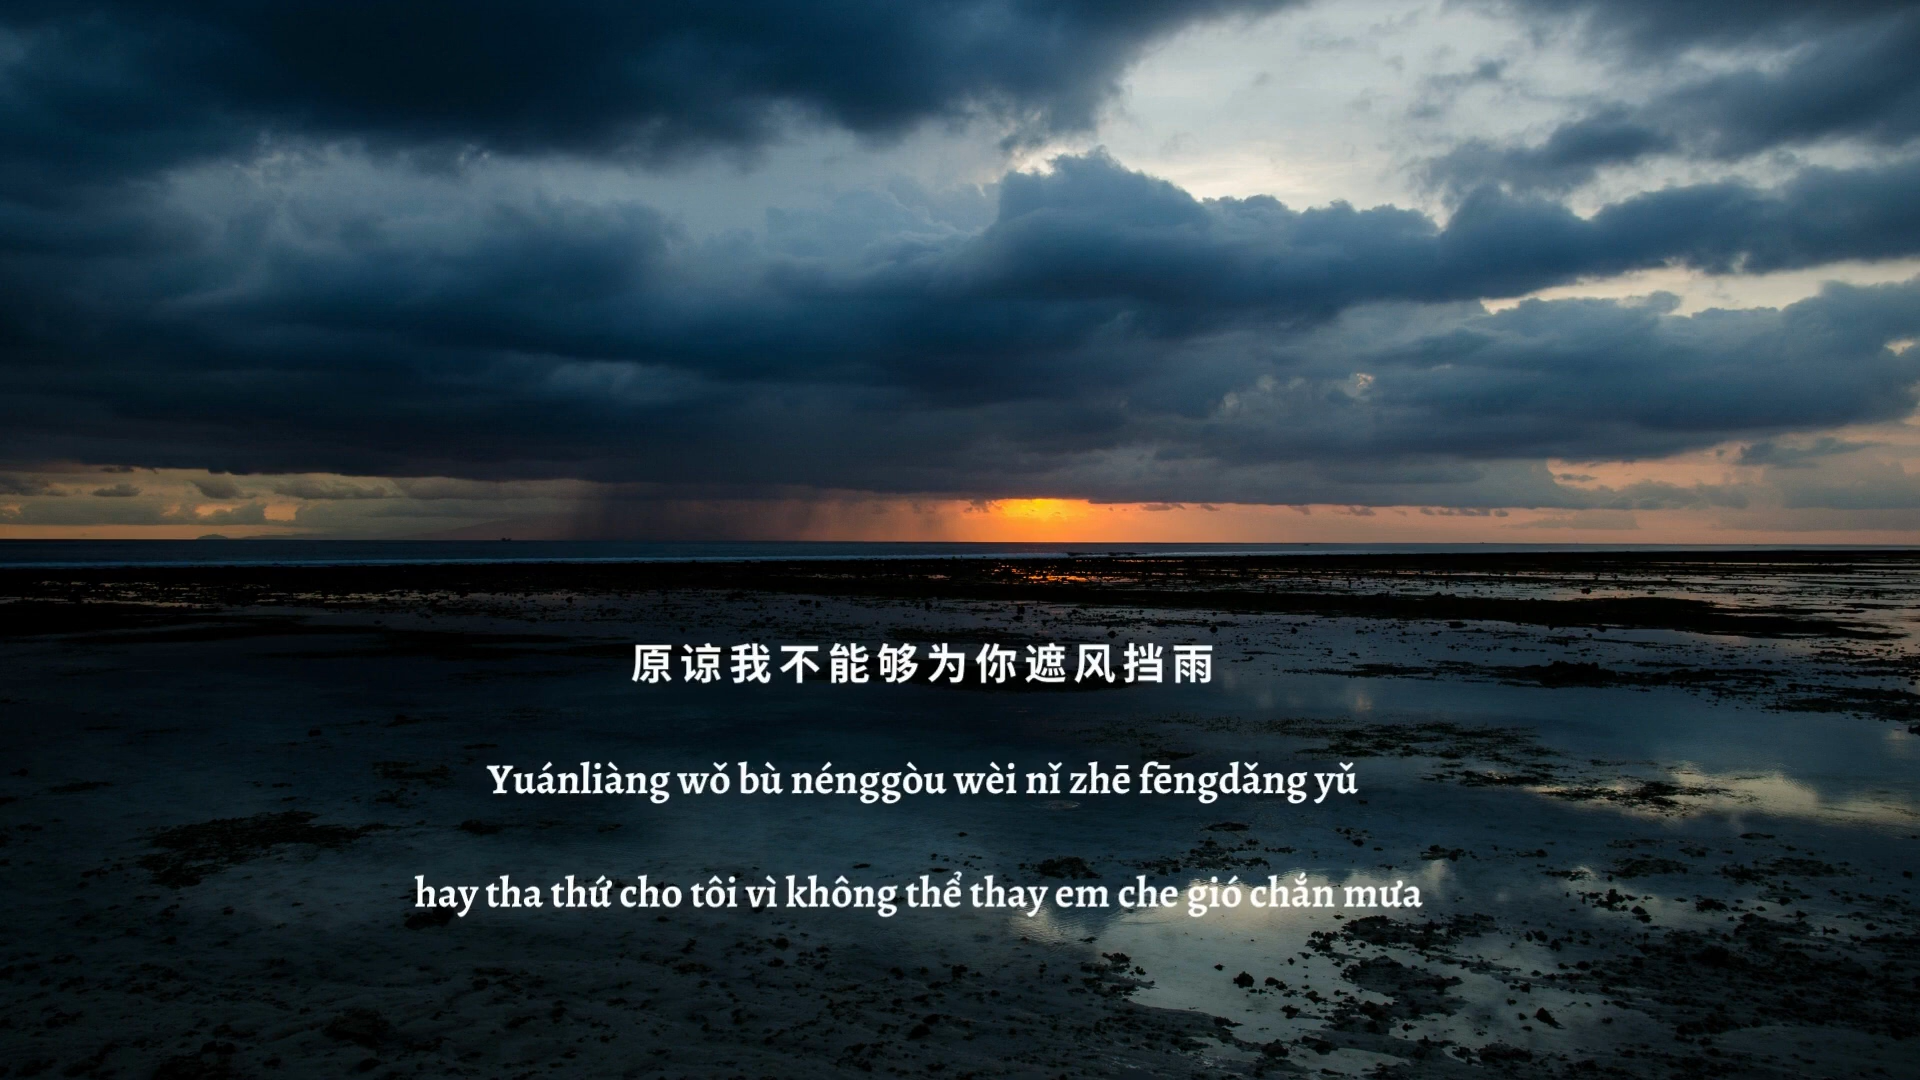 原谅我不能够为你遮风挡雨
Yuánliàng wǒ bù nénggòu wèi nǐ zhē fēngdǎng yǔ
hay tha thứ cho tôi vì không thể thay em che gió chắn mưa